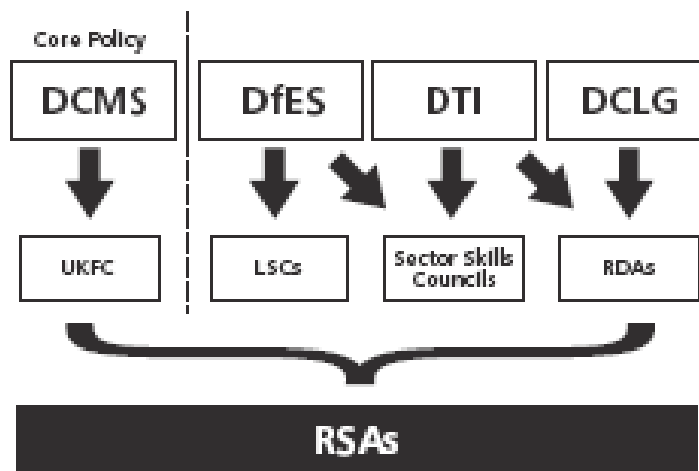 Core Policy
DCMS
DfES
DTI
DCLG
UKFC
LSCs
Sector Skills
Councils
RDAs
RSAs